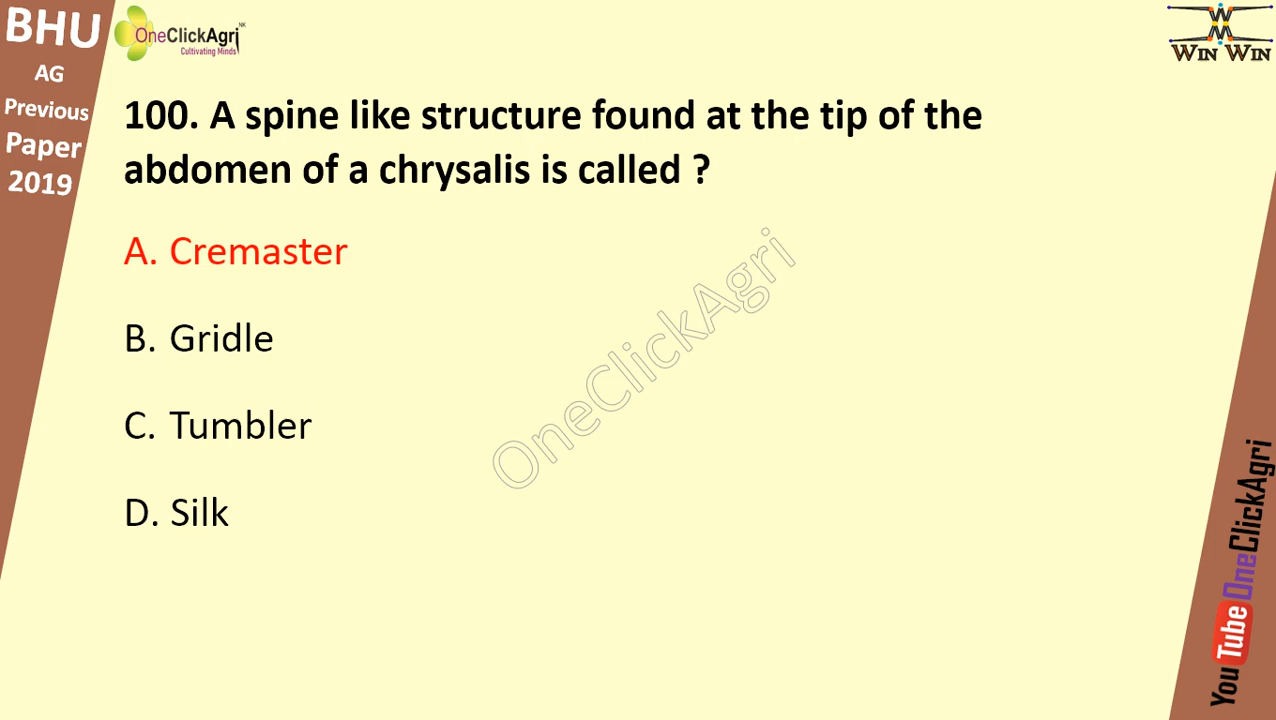 BHU
AG
Previous
Paper
2019
OneClickAgri
NK
Cultivating Minds
WIN WIN
100. A spine like structure found at the tip of the
abdomen of a chrysalis is called ?
A. Cremaster
B. Gridle
C. Tumbler
D. Silk
OneClickAgri
YouTube OneClickAgri